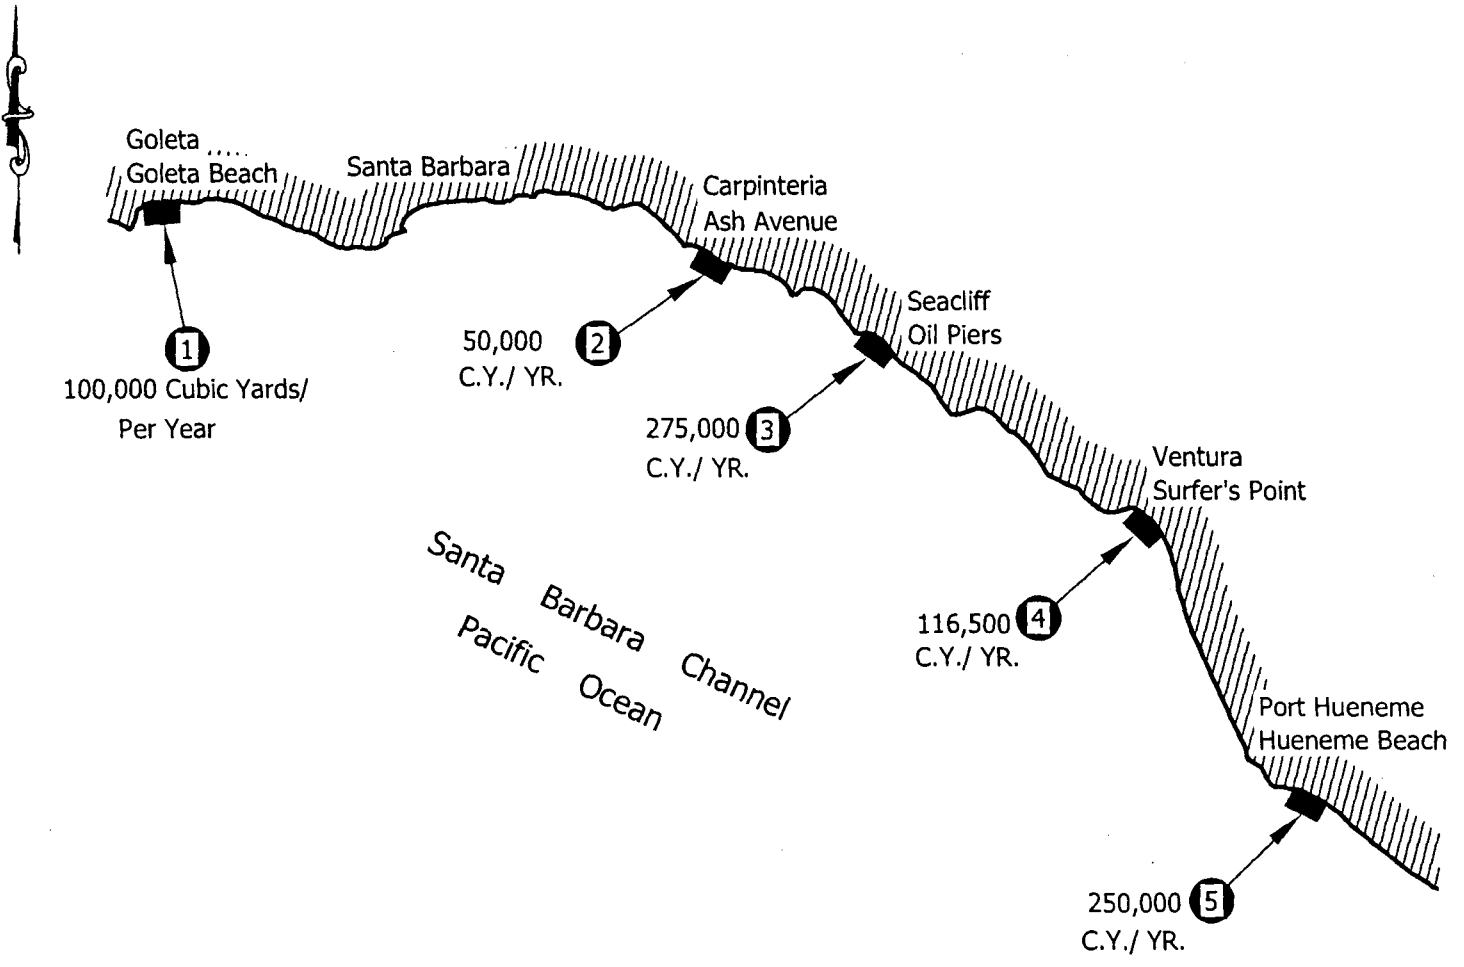 Goleta
Goleta Beach
Santa Barbara
Carpinteria
Ash Avenue
Seacliff
Oil Piers
Ventura
Surfer's Point
Port Hueneme
Hueneme Beach
1
100,000 Cubic Yards/
Per Year
50,000 2
C.Y./ YR.
275,000 3
C.Y./ YR.
116,500 4
C.Y./ YR.
250,000 5
C.Y./ YR.
Santa Barbara Channel
Pacific Ocean